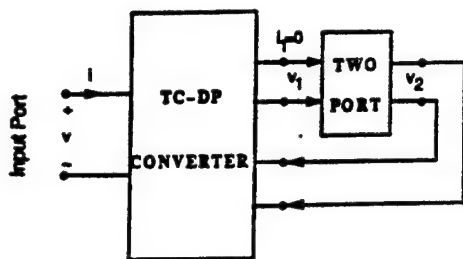 Input Port
i
+
v
-
TC-DP
CONVERTER
i₁=0
v₁
TWO
PORT
v₂